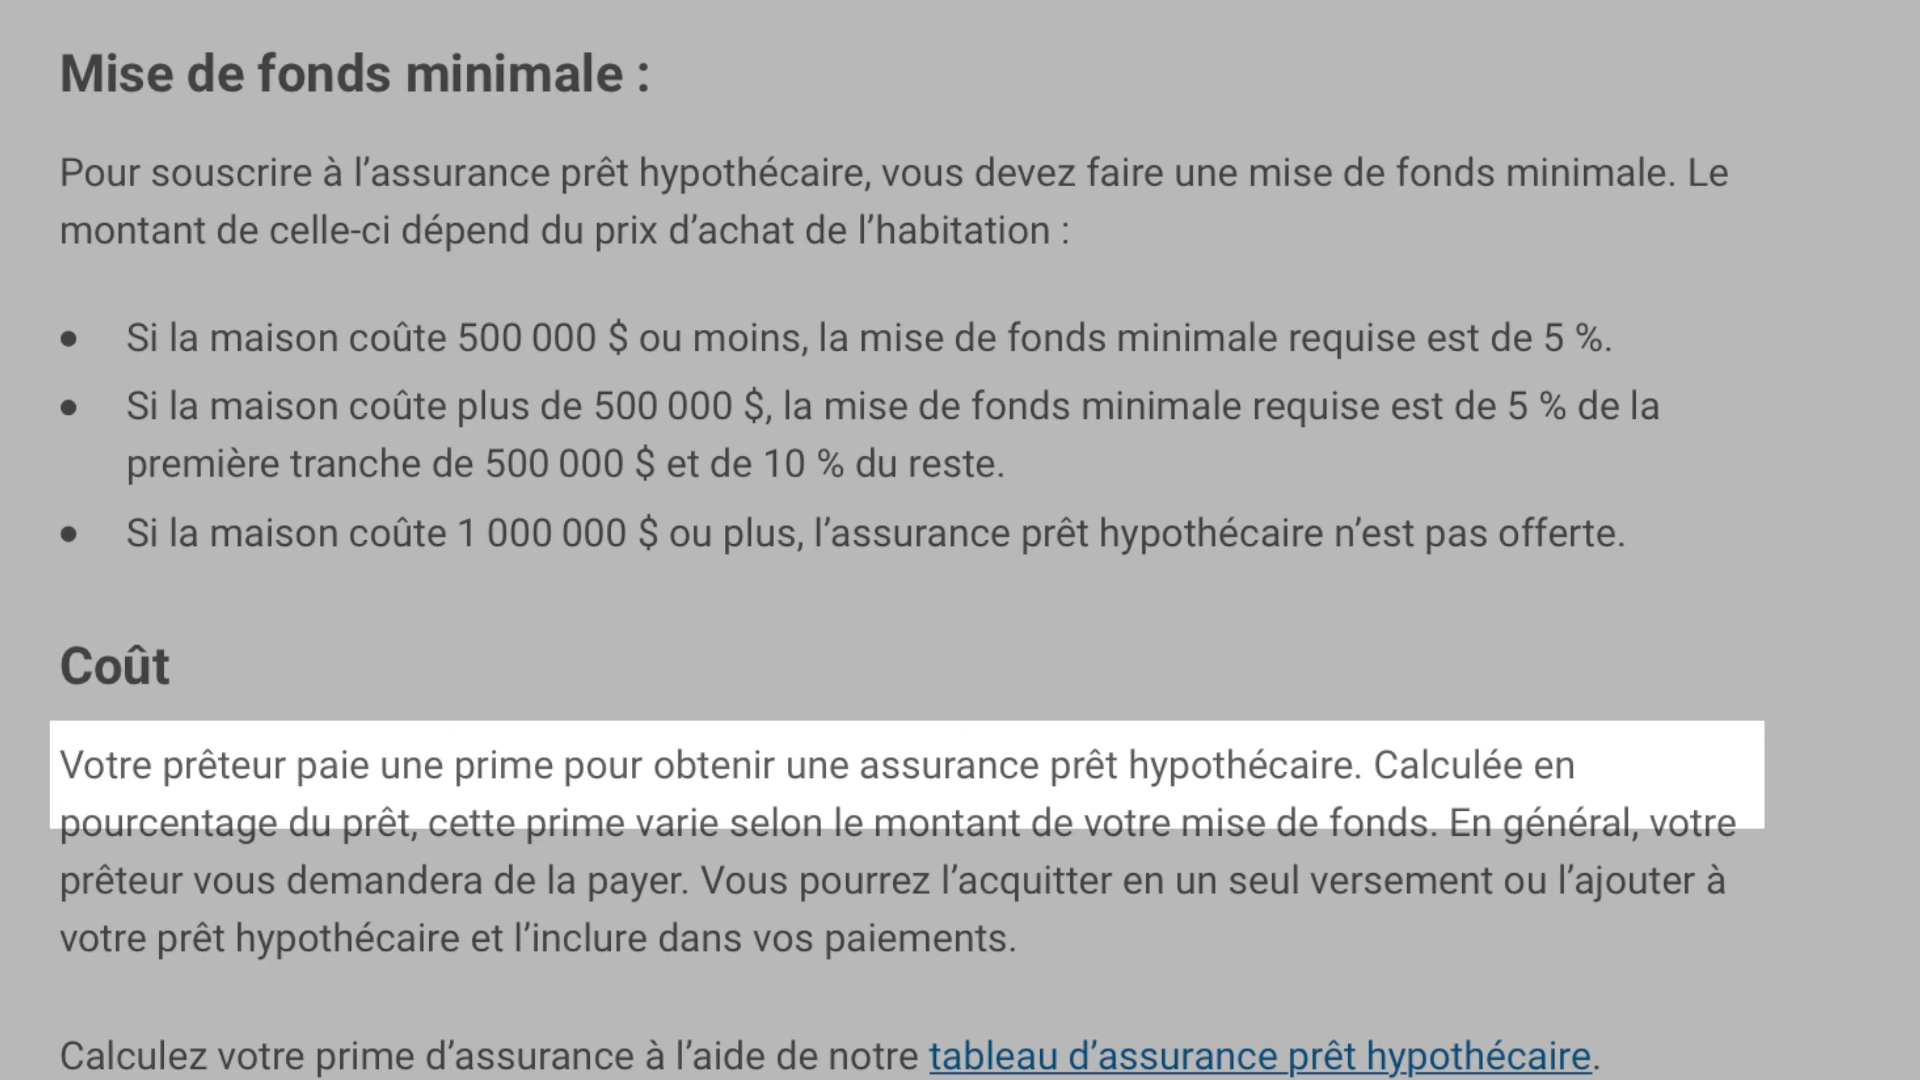 Mise de fonds minimale :
Pour souscrire à l’assurance prêt hypothécaire, vous devez faire une mise de fonds minimale. Le
montant de celle-ci dépend du prix d’achat de l’habitation :
• Si la maison coûte 500 000 $ ou moins, la mise de fonds minimale requise est de 5 %.
• Si la maison coûte plus de 500 000 $, la mise de fonds minimale requise est de 5 % de la
première tranche de 500 000 $ et de 10 % du reste.
• Si la maison coûte 1 000 000 $ ou plus, l’assurance prêt hypothécaire n’est pas offerte.
Coût
Votre prêteur paie une prime pour obtenir une assurance prêt hypothécaire. Calculée en
pourcentage du prêt, cette prime varie selon le montant de votre mise de fonds. En général, votre
prêteur vous demandera de la payer. Vous pourrez l’acquitter en un seul versement ou l’ajouter à
votre prêt hypothécaire et l’inclure dans vos paiements.
Calculez votre prime d’assurance à l’aide de notre tableau d’assurance prêt hypothécaire.